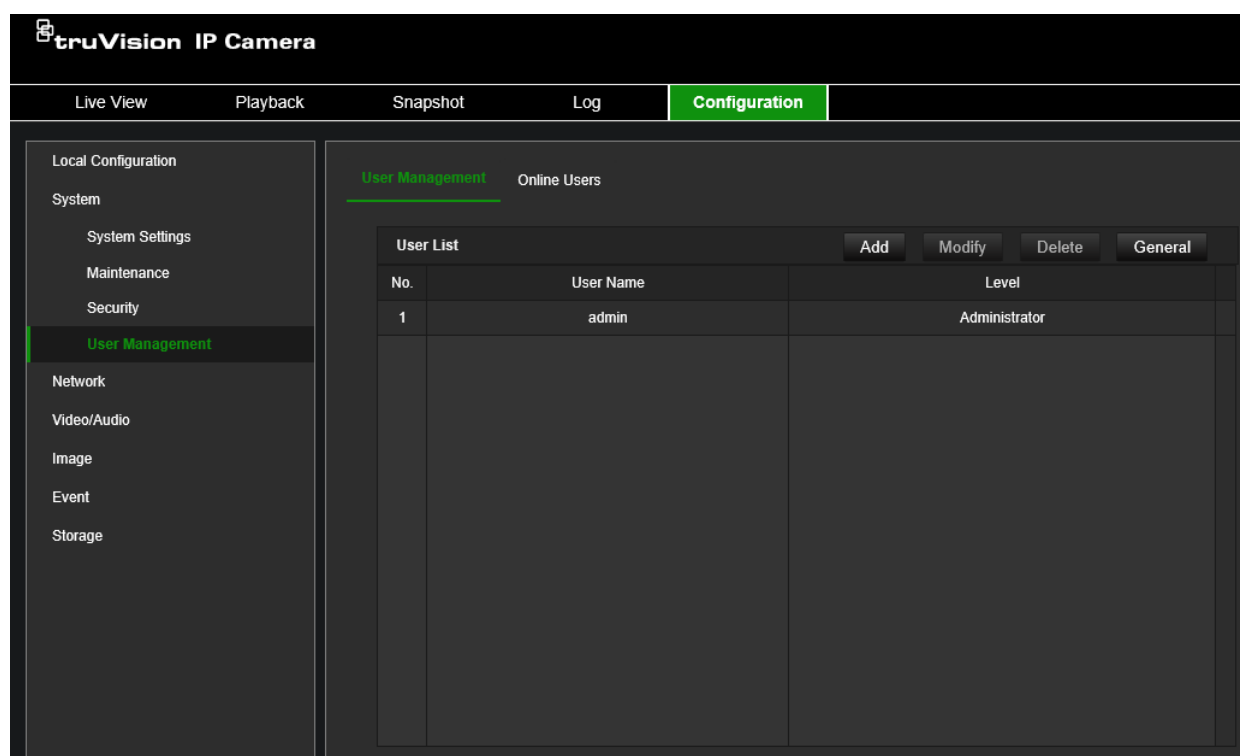 truVision IP Camera
Live View Playback Snapshot Log Configuration
Local Configuration
System
System Settings
Maintenance
Security
User Management
Network
Video/Audio
Image
Event
Storage
User Management Online Users
User List Add Modify Delete General
No. User Name Level
1 admin Administrator